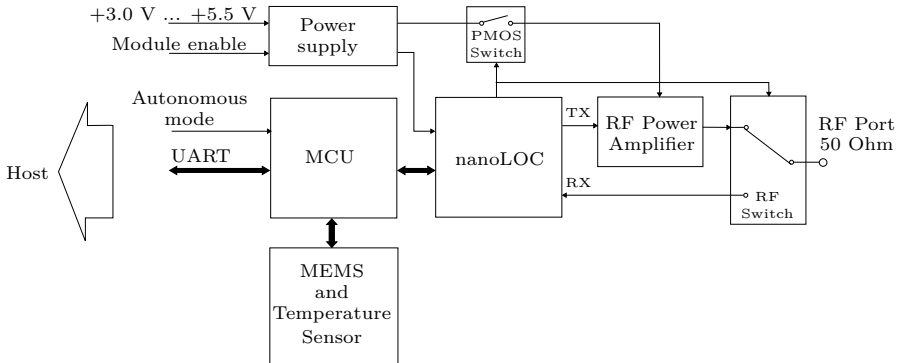 +3.0 V ... +5.5 V
Module enable
Power
supply
PMOS
Switch
Autonomous
mode
UART
Host
MCU
nanoLOC
TX
RX
RF Power
Amplifier
RF
Switch
RF Port
50 Ohm
MEMS
and
Temperature
Sensor